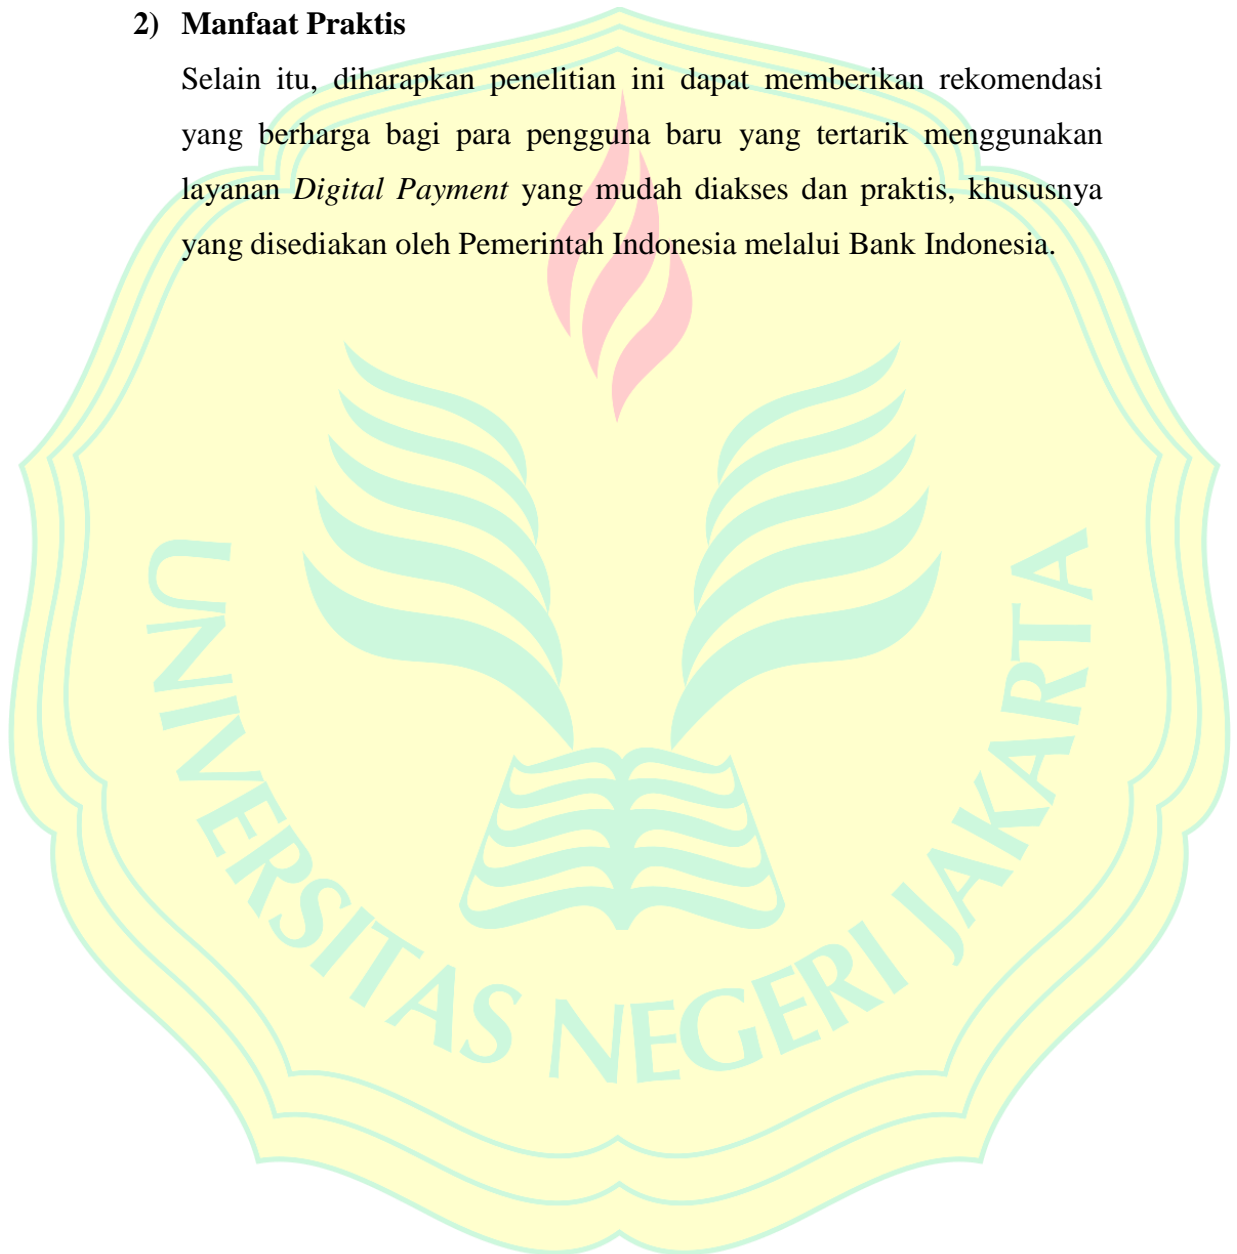 2) Manfaat Praktis
Selain itu, diharapkan penelitian ini dapat memberikan rekomendasi
yang berharga bagi para pengguna baru yang tertarik menggunakan
layanan Digital Payment yang mudah diakses dan praktis, khususnya
yang disediakan oleh Pemerintah Indonesia melalui Bank Indonesia.
UNIVERSITAS NEGERI JAKARTA